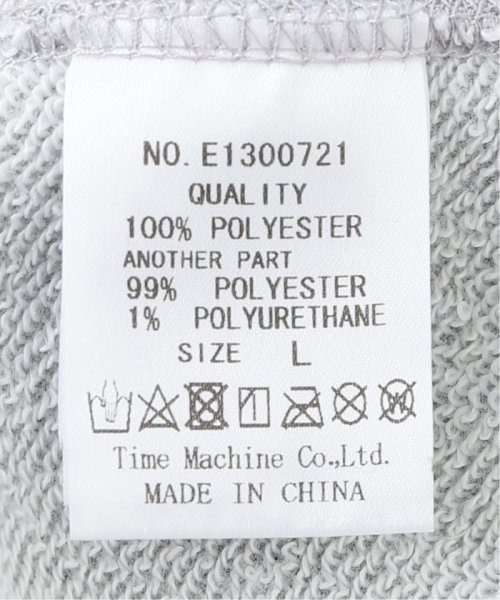 NO. E1300721
QUALITY
100% POLYESTER
ANOTHER PART
99% POLYESTER
1% POLYURETHANE
SIZE L
Time Machine Co.,Ltd.
MADE IN CHINA